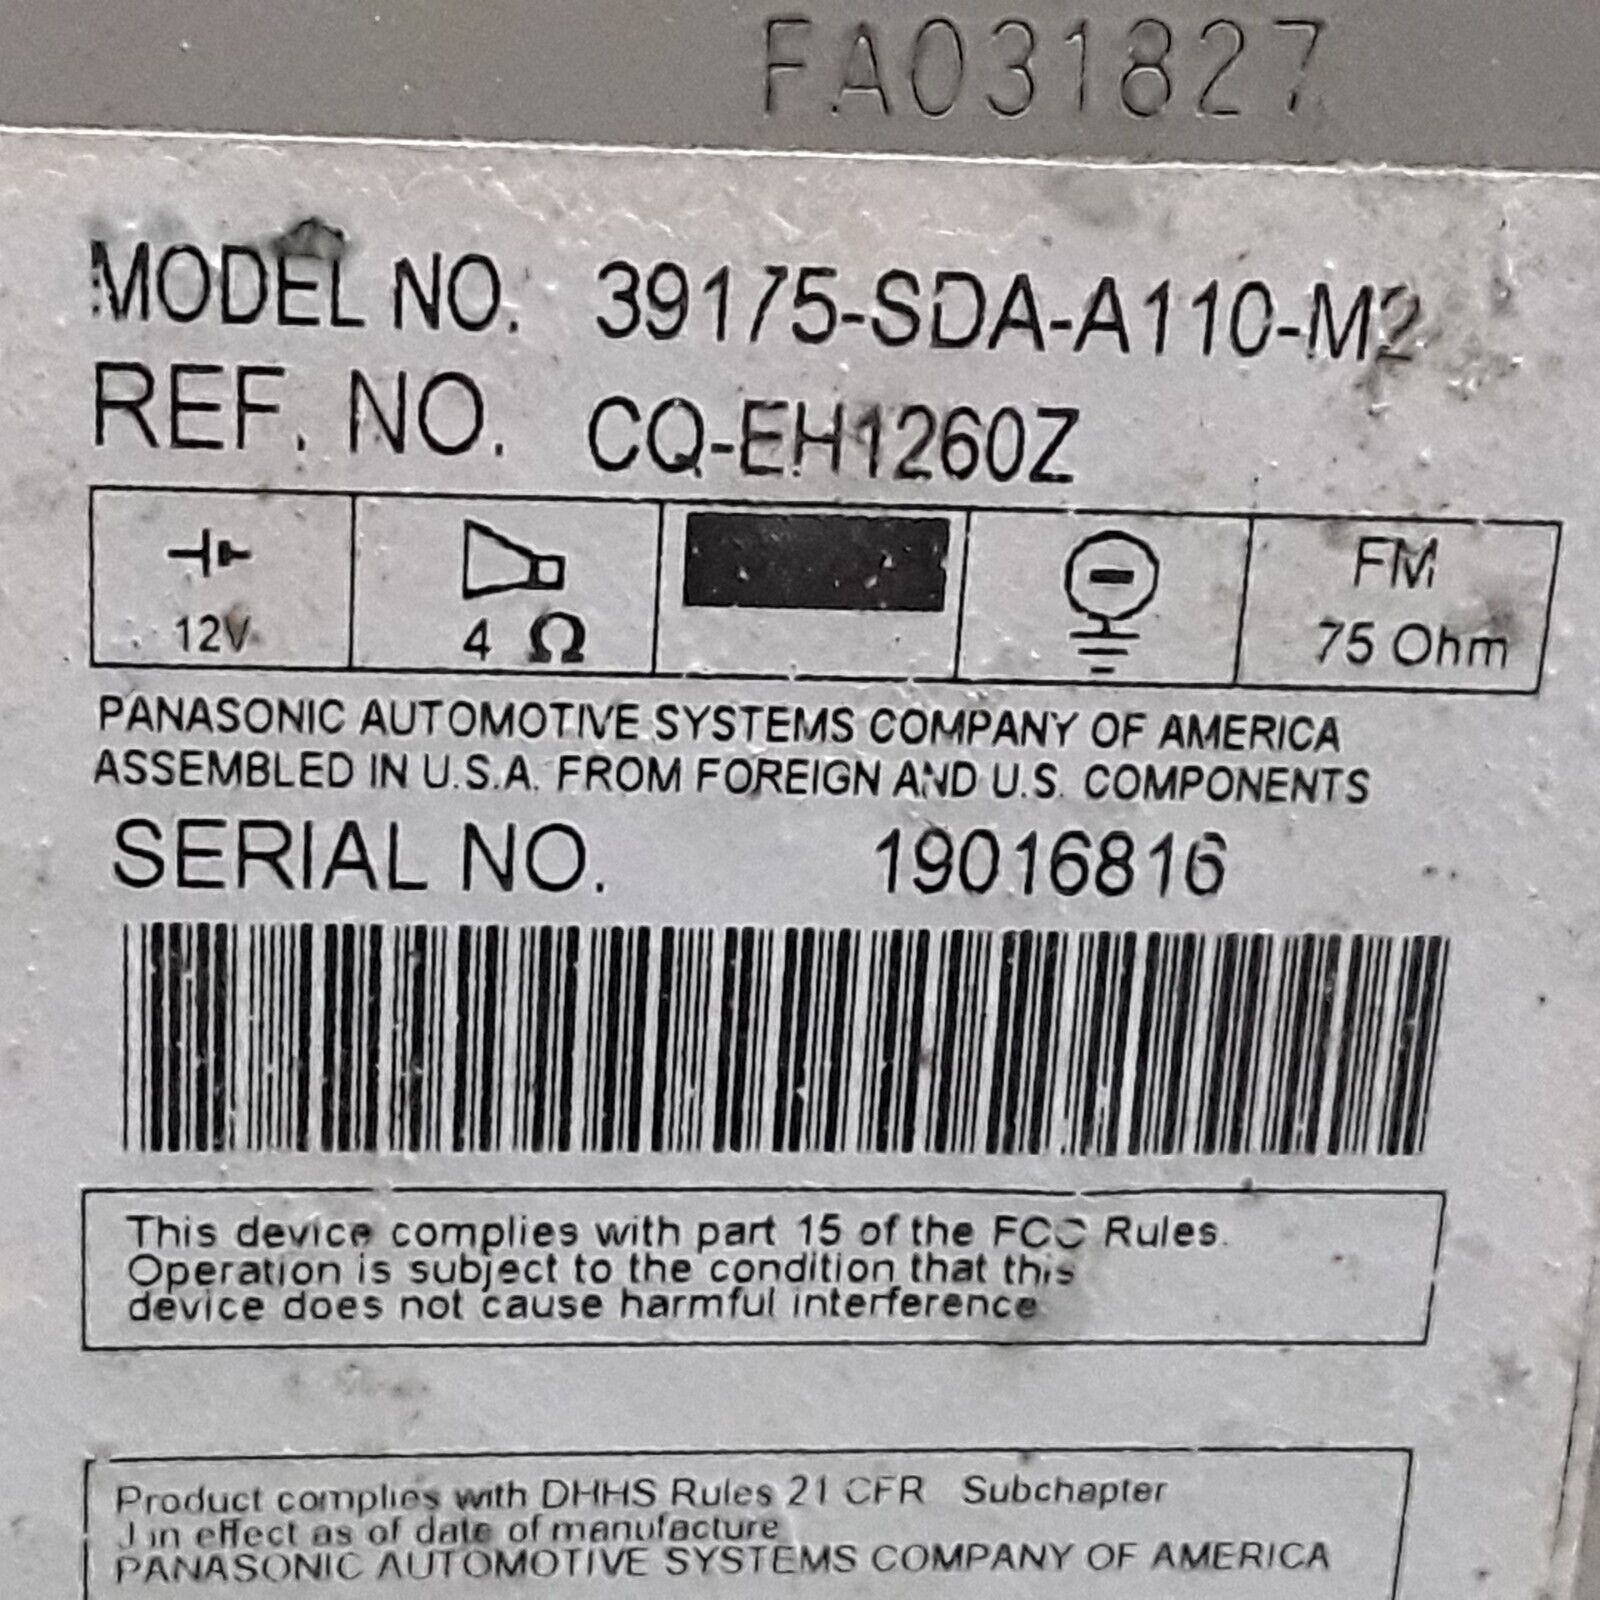 FA031827
MODEL NO. 39175-SDA-A110-M2
REF. NO. CQ-EH1260Z
12V
4 Ω
FM
75 Ohm
PANASONIC AUTOMOTIVE SYSTEMS COMPANY OF AMERICA
ASSEMBLED IN U.S.A. FROM FOREIGN AND U.S. COMPONENTS
SERIAL NO. 19016816
This device complies with part 15 of the FCC Rules.
Operation is subject to the condition that this
device does not cause harmful interference
Product complies with DHHS Rules 21 CFR Subchapter
J in effect as of date of manufacture
PANASONIC AUTOMOTIVE SYSTEMS COMPANY OF AMERICA